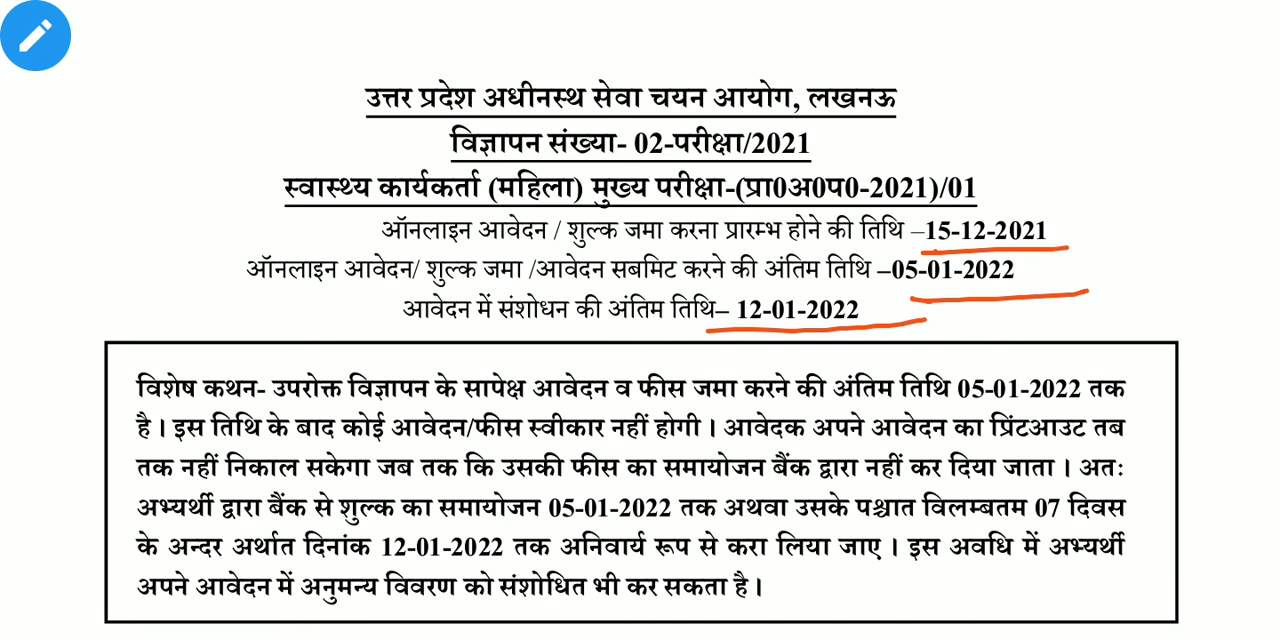 उत्तर प्रदेश अधीनस्थ सेवा चयन आयोग, लखनऊ
विज्ञापन संख्या- 02-परीक्षा/2021
स्वास्थ्य कार्यकर्ता (महिला) मुख्य परीक्षा-(प्रा0अ0प0-2021)/01
ऑनलाइन आवेदन / शुल्क जमा करना प्रारम्भ होने की तिथि –15-12-2021
ऑनलाइन आवेदन/ शुल्क जमा /आवेदन सबमिट करने की अंतिम तिथि –05-01-2022
आवेदन में संशोधन की अंतिम तिथि– 12-01-2022
विशेष कथन- उपरोक्त विज्ञापन के सापेक्ष आवेदन व फीस जमा करने की अंतिम तिथि 05-01-2022 तक
है। इस तिथि के बाद कोई आवेदन/फीस स्वीकार नहीं होगी। आवेदक अपने आवेदन का प्रिंटआउट तब
तक नहीं निकाल सकेगा जब तक कि उसकी फीस का समायोजन बैंक द्वारा नहीं कर दिया जाता। अतः
अभ्यर्थी द्वारा बैंक से शुल्क का समायोजन 05-01-2022 तक अथवा उसके पश्चात विलम्बतम 07 दिवस
के अन्दर अर्थात दिनांक 12-01-2022 तक अनिवार्य रूप से करा लिया जाए। इस अवधि में अभ्यर्थी
अपने आवेदन में अनुमन्य विवरण को संशोधित भी कर सकता है।